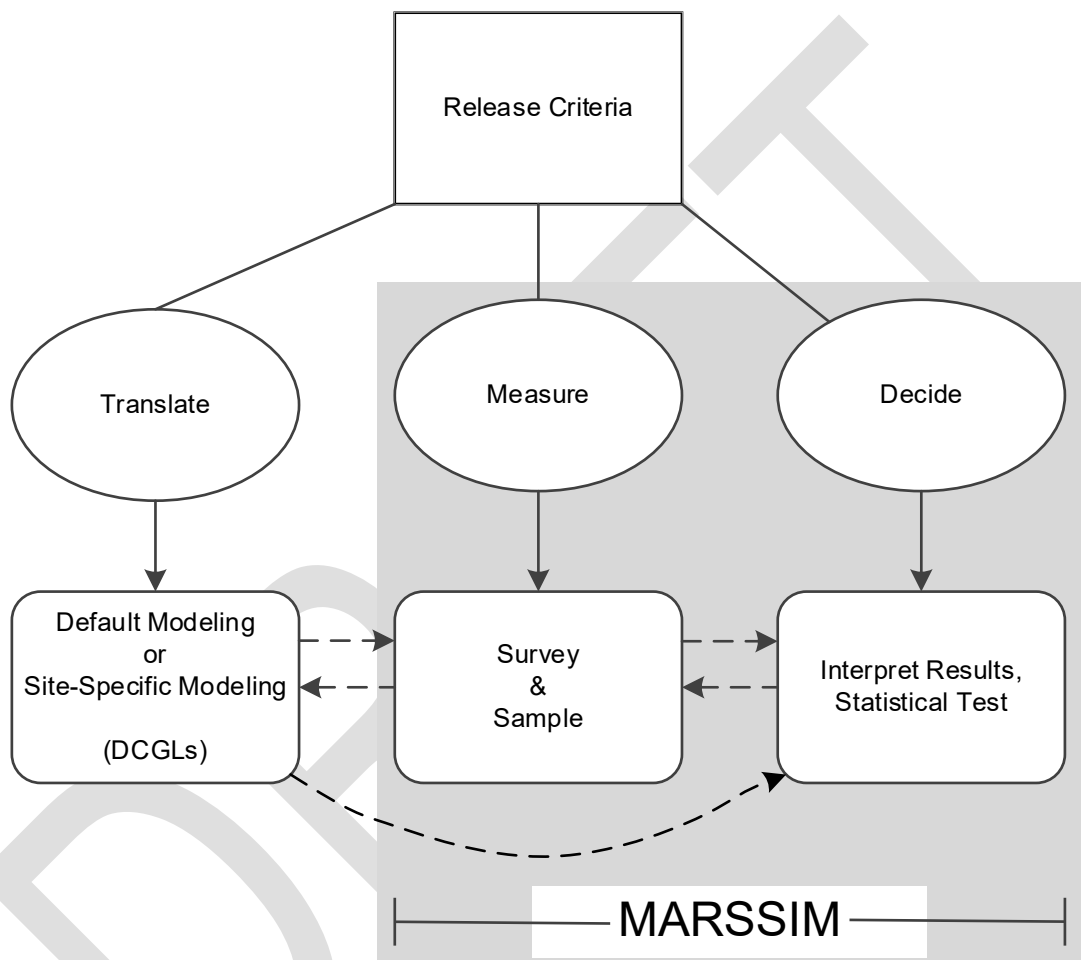 Release Criteria
Translate
Measure
Decide
Default Modeling
or
Site-Specific Modeling
(DCGLs)
Survey
&
Sample
Interpret Results,
Statistical Test
MARSSIM
DRAFT